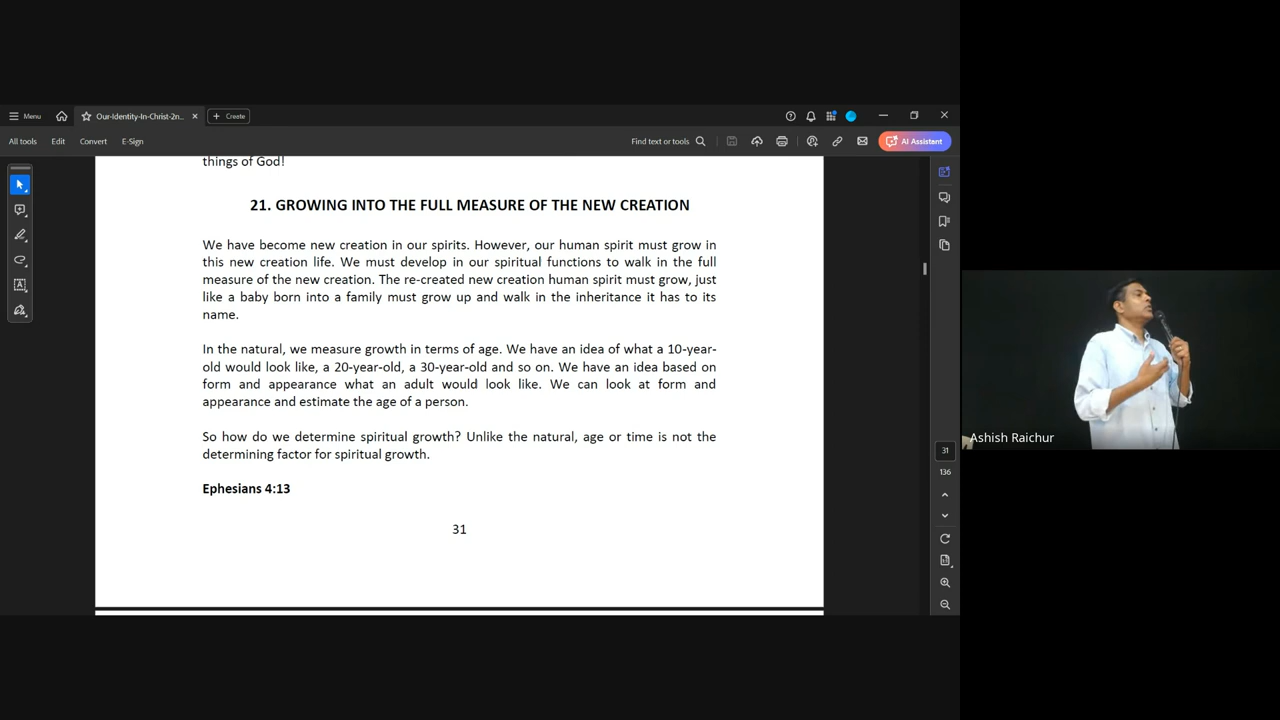 Menu
Our-Identity-In-Christ-2n...
Create
All tools
Edit
Convert
E-Sign
Find text or tools
AI Assistant
things of God!
21. GROWING INTO THE FULL MEASURE OF THE NEW CREATION
We have become new creation in our spirits. However, our human spirit must grow in
this new creation life. We must develop in our spiritual functions to walk in the full
measure of the new creation. The re-created new creation human spirit must grow, just
like a baby born into a family must grow up and walk in the inheritance it has to its
name.
In the natural, we measure growth in terms of age. We have an idea of what a 10-year-
old would look like, a 20-year-old, a 30-year-old and so on. We have an idea based on
form and appearance what an adult would look like. We can look at form and
appearance and estimate the age of a person.
So how do we determine spiritual growth? Unlike the natural, age or time is not the
determining factor for spiritual growth.
Ephesians 4:13
31
31
136
Ashish Raichur